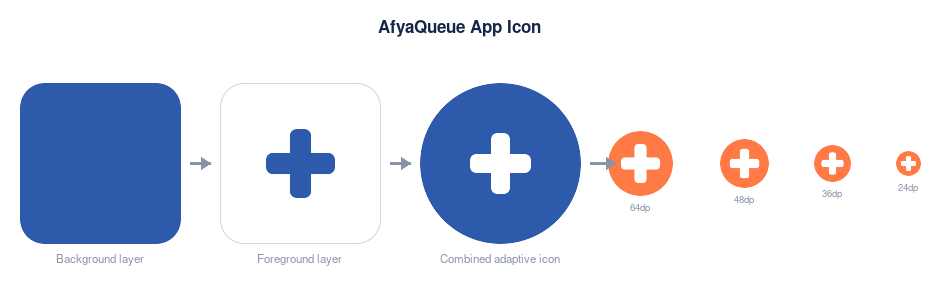 AfyaQueue App Icon
64dp
48dp
36dp
24dp
Background layer
Foreground layer
Combined adaptive icon